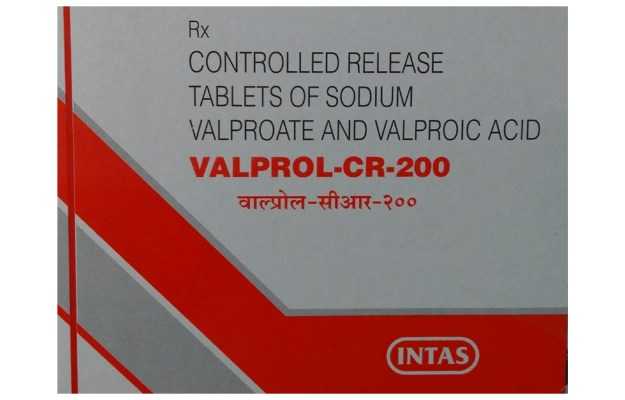 Rx
CONTROLLED RELEASE
TABLETS OF SODIUM
VALPROATE AND VALPROIC ACID
VALPROL-CR-200
वाल्प्रोल-सीआर-२००
INTAS